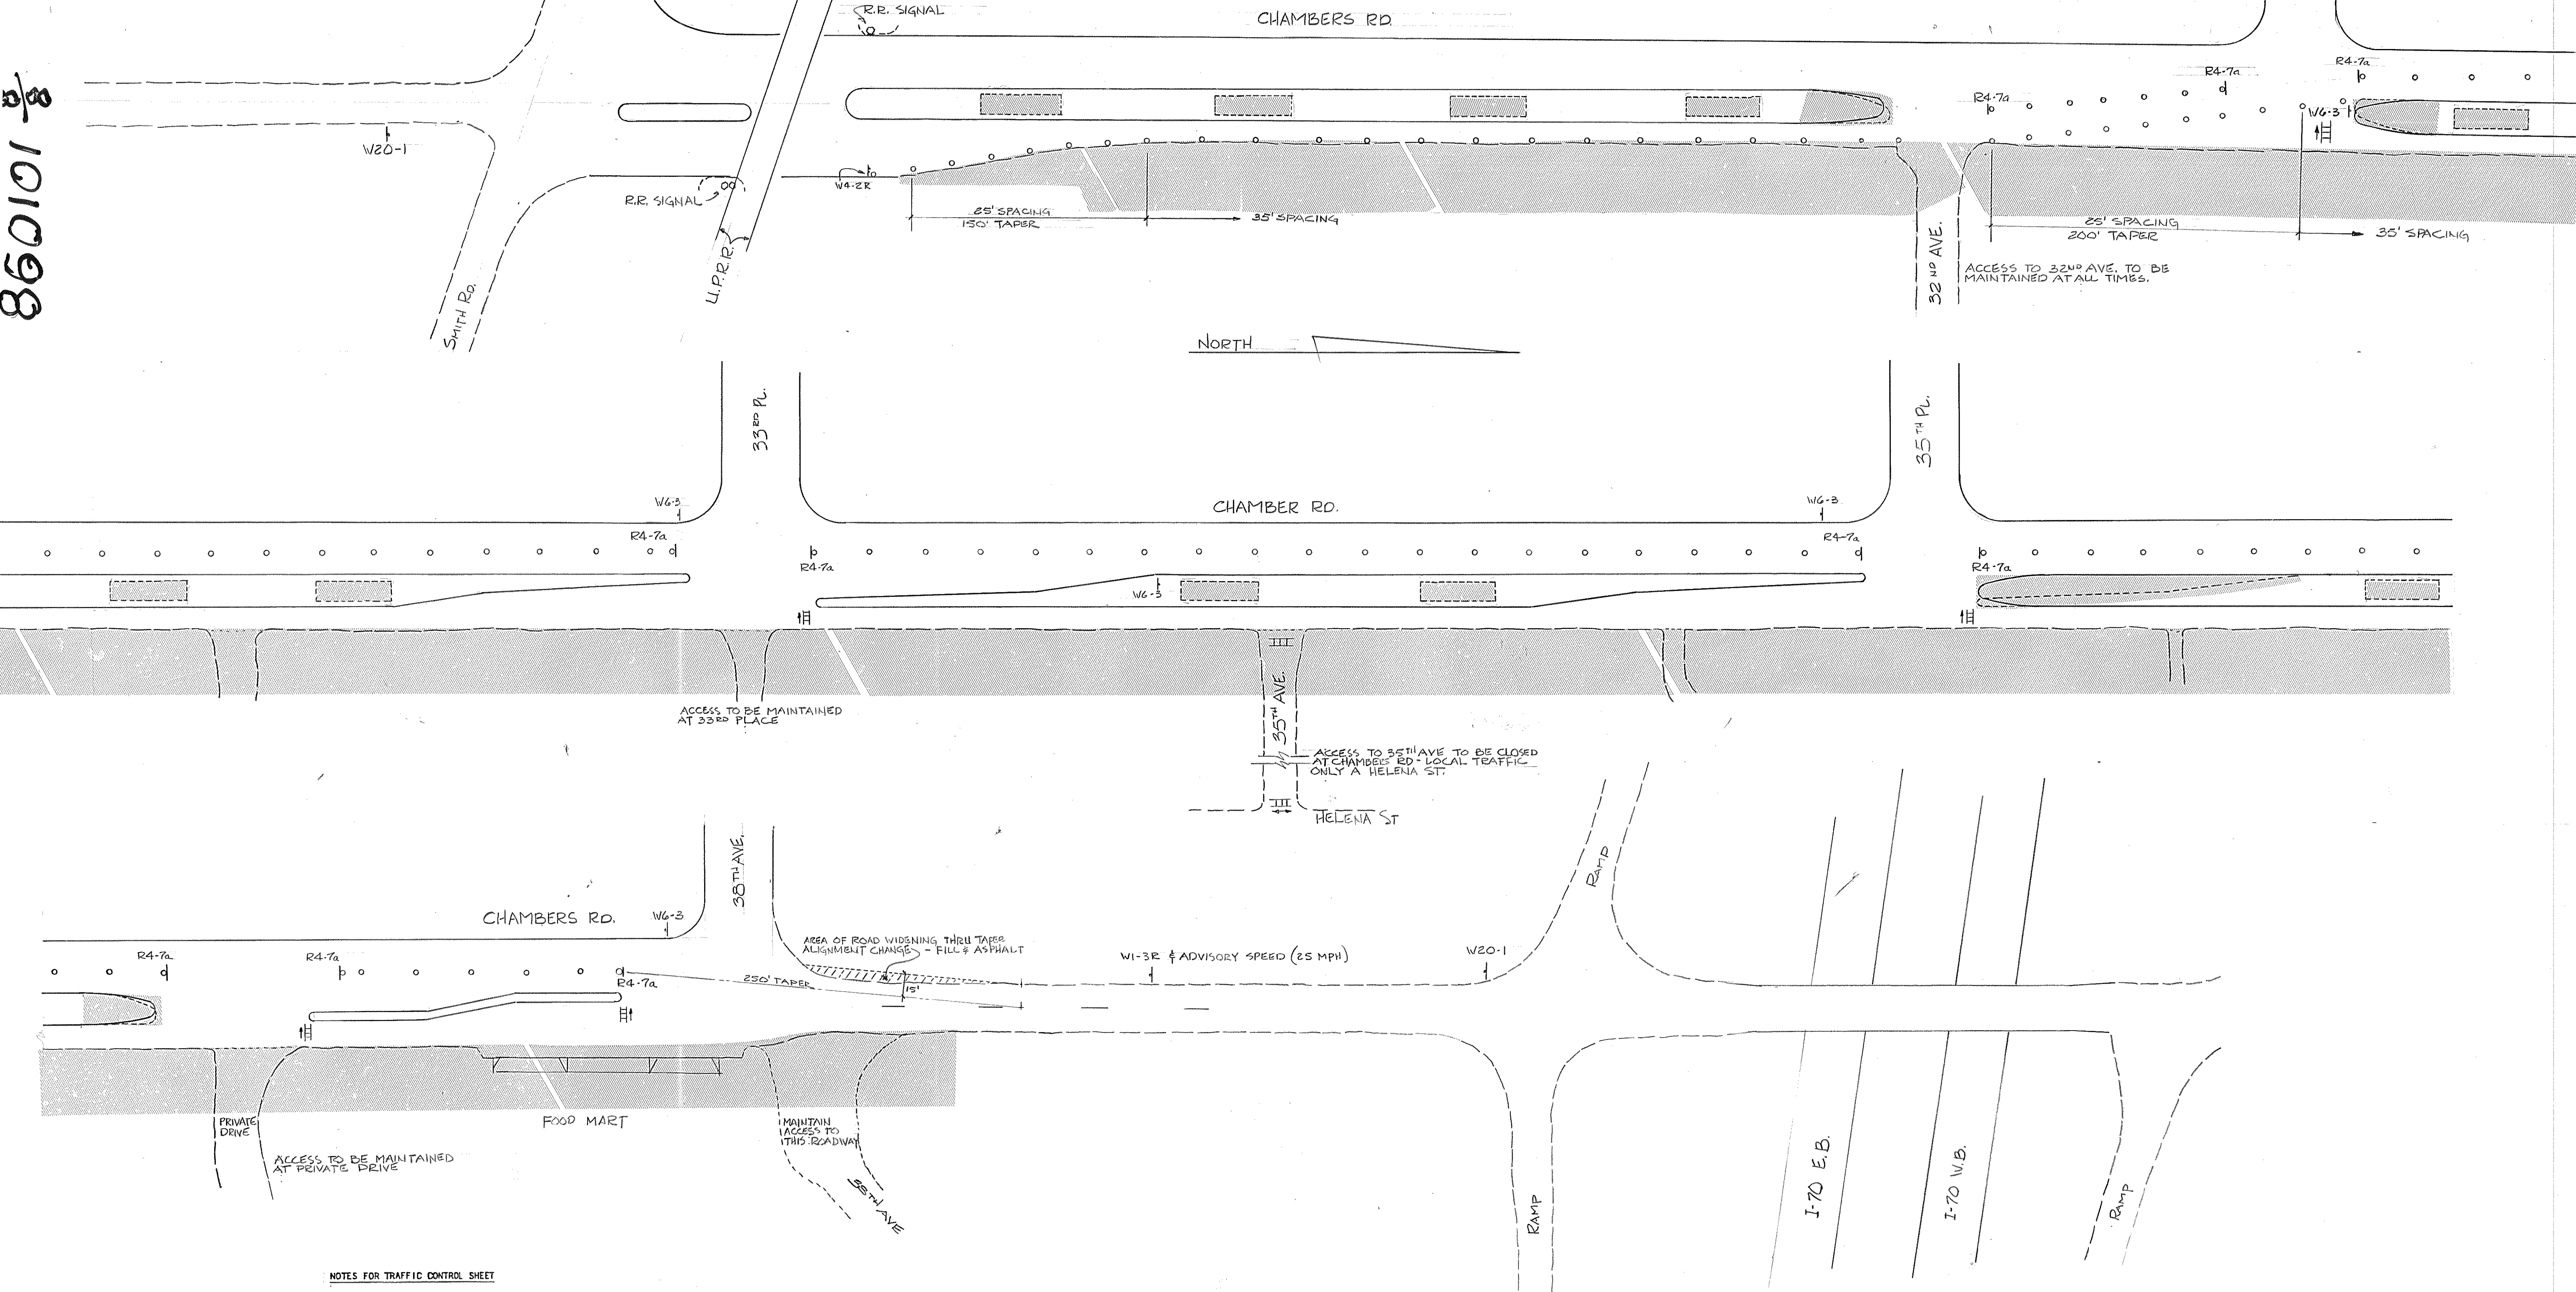 860101 8/8
R.R. SIGNAL
CHAMBERS RD.
R4-7a
R4-7a
R4-7a
W6-3
W20-1
W4-2R
R.R. SIGNAL
25' SPACING
150' TAPER
35' SPACING
25' SPACING
200' TAPER
35' SPACING
U.P.R.R.
SMITH RD.
32ND AVE.
ACCESS TO 32ND AVE. TO BE
MAINTAINED AT ALL TIMES.
NORTH
33RD PL.
35TH PL.
W6-3
CHAMBER RD.
W6-3
R4-7a
R4-7a
R4-7a
R4-7a
W6-3
ACCESS TO BE MAINTAINED
AT 33RD PLACE
35TH AVE.
ACCESS TO 35TH AVE TO BE CLOSED
AT CHAMBERS RD - LOCAL TRAFFIC
ONLY A HELENA ST.
HELENA ST
38TH AVE.
RAMP
CHAMBERS RD.
W6-3
AREA OF ROAD WIDENING THRU TAPER
ALIGNMENT CHANGE - FILL & ASPHALT
R4-7a
R4-7a
R4-7a
250' TAPER
15'
W1-3R & ADVISORY SPEED (25 MPH)
W20-1
PRIVATE
DRIVE
FOOD MART
MAINTAIN
ACCESS TO
THIS ROADWAY
ACCESS TO BE MAINTAINED
AT PRIVATE DRIVE
38TH AVE
RAMP
I-70 E.B.
I-70 W.B.
RAMP
NOTES FOR TRAFFIC CONTROL SHEET